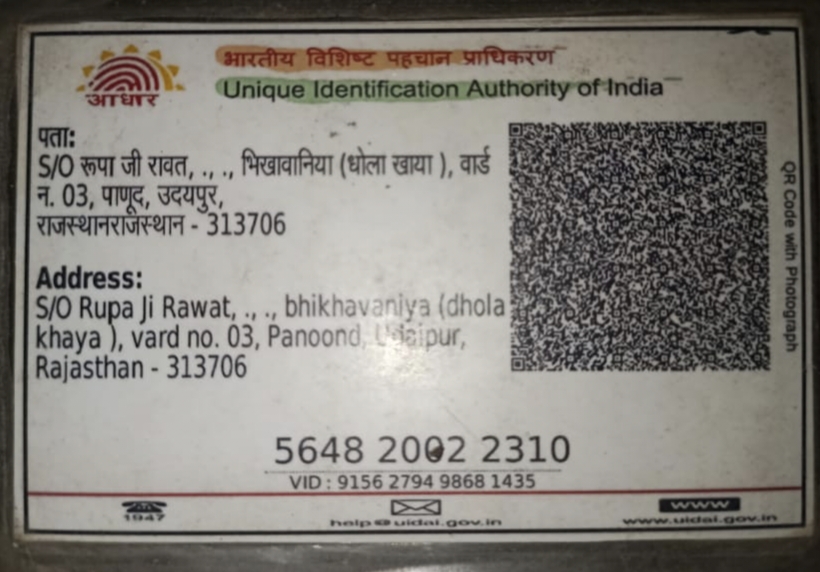 आधार
भारतीय विशिष्ट पहचान प्राधिकरण
Unique Identification Authority of India
पता:
S/O रूपा जी रावत, ., ., भिखावानिया (धोला खाया ), वार्ड
न. 03, पाणूद, उदयपुर,
राजस्थानराजस्थान - 313706
Address:
S/O Rupa Ji Rawat, ., ., bhikhavaniya (dhola
khaya ), vard no. 03, Panoond, Udaipur,
Rajasthan - 313706
QR Code with Photograph
5648 2002 2310
VID : 9156 2794 9868 1435
1947
help@uidai.gov.in
www
www.uidai.gov.in